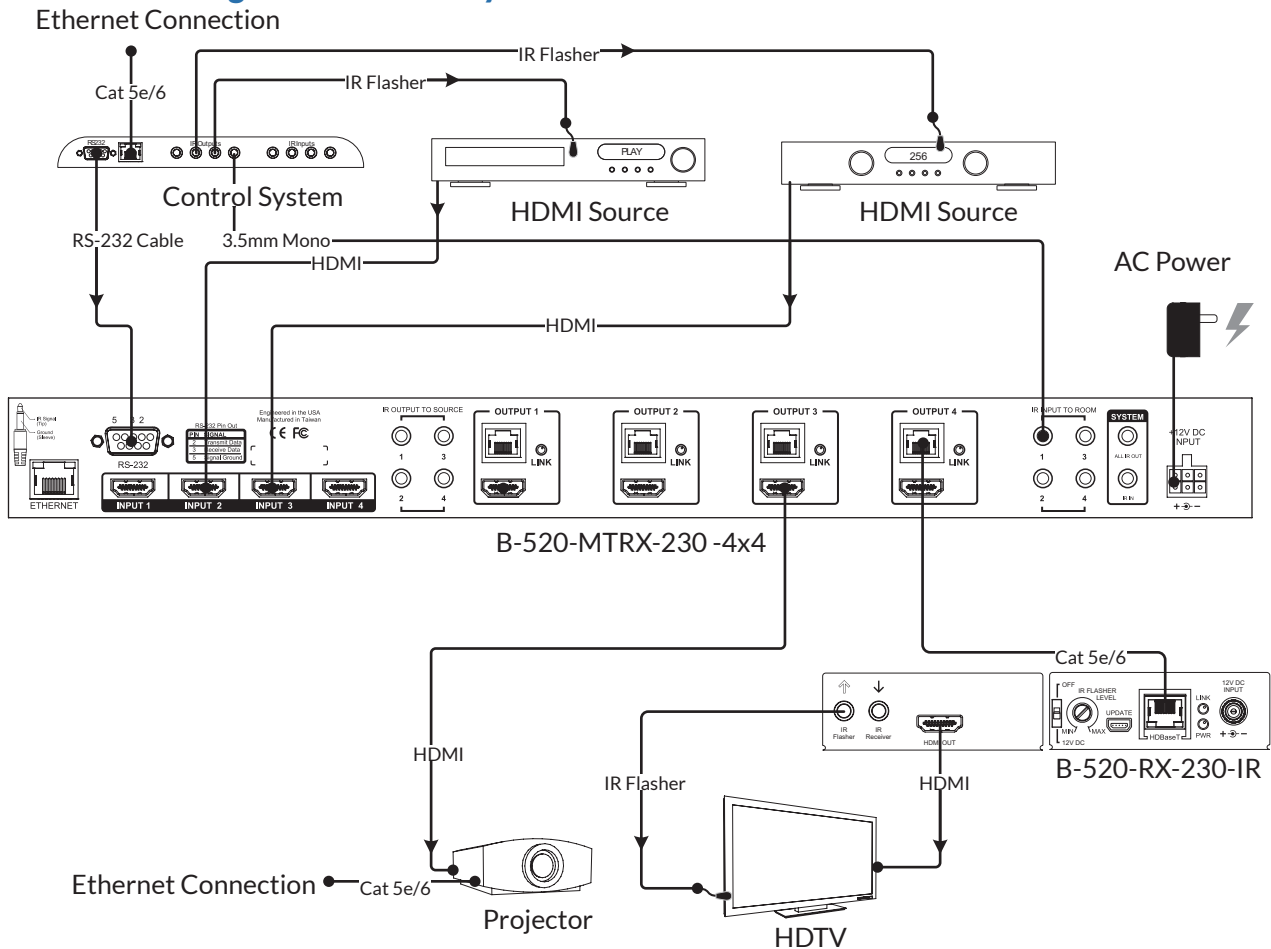 Ethernet Connection
IR Flasher
IR Flasher
Cat 5e/6
RS232
IR Outputs
IR Inputs
PLAY
256
Control System
HDMI Source
HDMI Source
RS-232 Cable
3.5mm Mono
HDMI
AC Power
HDMI
IR Signal
(Tip)
Ground
(Sleeve)
5 3 2
RS-232
ETHERNET
RS-232 Pin Out
PIN SIGNAL
2 Transmit Data
3 Receive Data
5 Signal Ground
Engineered in the USA
Manufactured in Taiwan
CE FC
INPUT 1
INPUT 2
INPUT 3
INPUT 4
IR OUTPUT TO SOURCE
1 3
2 4
OUTPUT 1
LINK
OUTPUT 2
LINK
OUTPUT 3
LINK
OUTPUT 4
LINK
IR INPUT TO ROOM
1 3
2 4
SYSTEM
ALL IR OUT
IR IN
+12V DC
INPUT
+ -
B-520-MTRX-230 -4x4
Cat 5e/6
IR
Flasher
IR
Receiver
HDMI OUT
OFF
12V DC
IR FLASHER
LEVEL
MIN MAX
UPDATE
HDBaseT
LINK
PWR
12V DC
INPUT
+ -
B-520-RX-230-IR
HDMI
IR Flasher
HDMI
Ethernet Connection
Cat 5e/6
Projector
HDTV